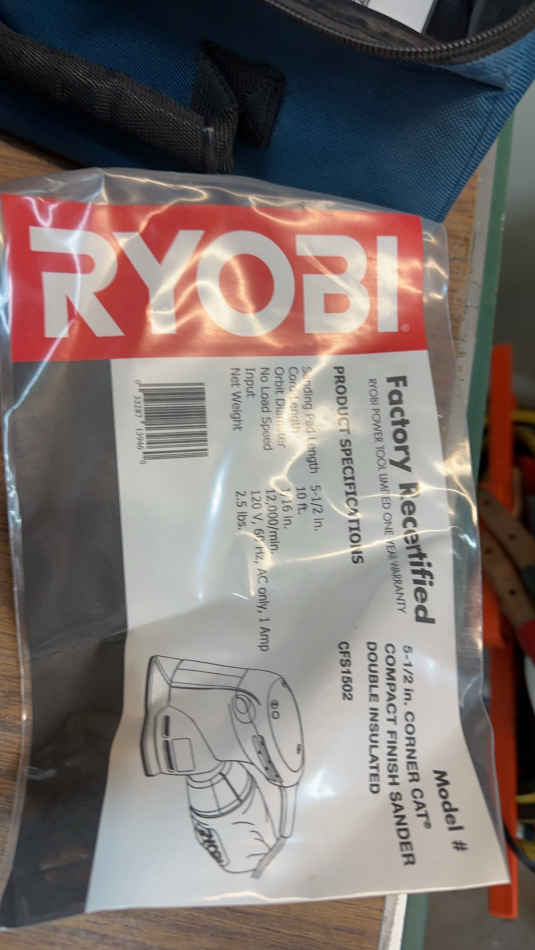 RYOBI®
Factory Recertified
RYOBI POWER TOOL LIMITED ONE YEAR WARRANTY
PRODUCT SPECIFICATIONS
Sanding Pad Length 5-1/2 in.
Cord Length 10 ft.
Orbit Diameter 1/16 in.
No Load Speed 12,000/min.
Input 120 V, 60 Hz, AC only, 1 Amp
Net Weight 2.5 lbs.
Model #
5-1/2 in. CORNER CAT®
COMPACT FINISH SANDER
DOUBLE INSULATED
CFS1502
RYOBI